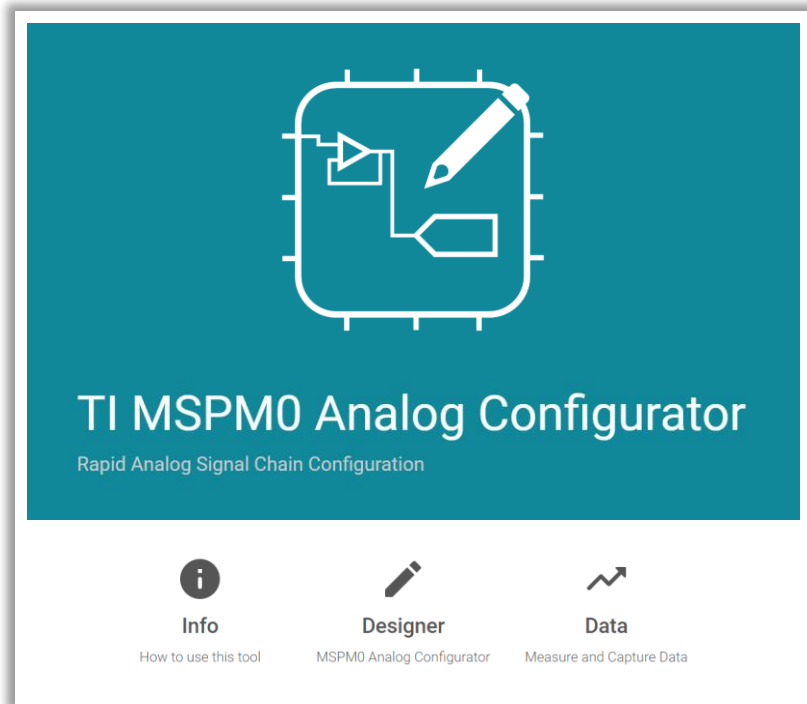 TI MSPM0 Analog Configurator
Rapid Analog Signal Chain Configuration
Info
Designer
Data
How to use this tool
MSPM0 Analog Configurator
Measure and Capture Data